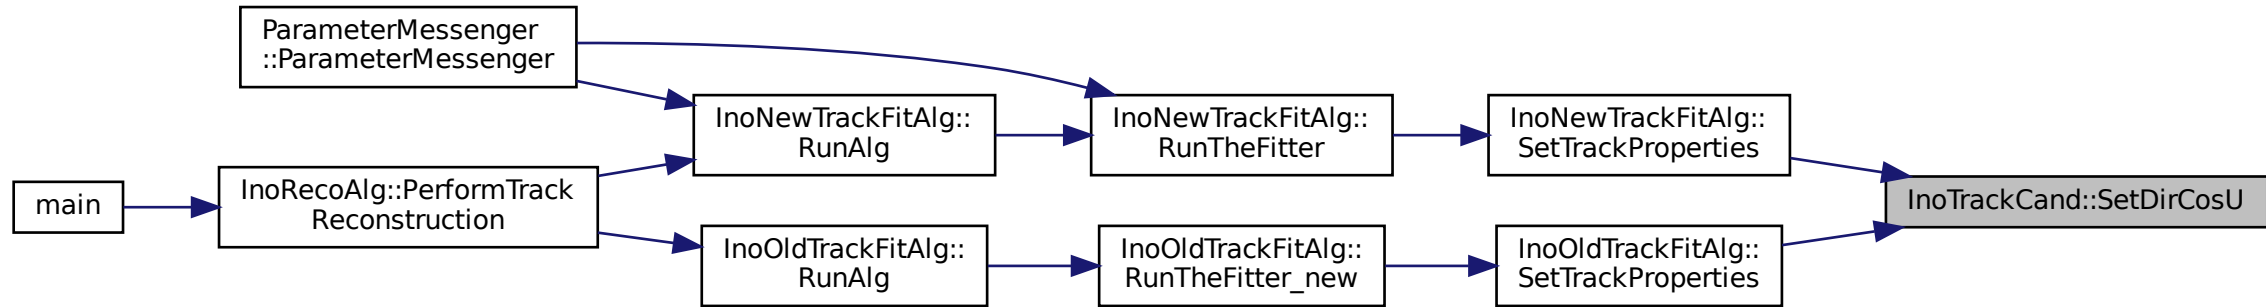 ParameterMessenger
::ParameterMessenger
InoNewTrackFitAlg::
RunAlg
InoNewTrackFitAlg::
RunTheFitter
InoNewTrackFitAlg::
SetTrackProperties
main
InoRecoAlg::PerformTrack
Reconstruction
InoTrackCand::SetDirCosU
InoOldTrackFitAlg::
RunAlg
InoOldTrackFitAlg::
RunTheFitter_new
InoOldTrackFitAlg::
SetTrackProperties